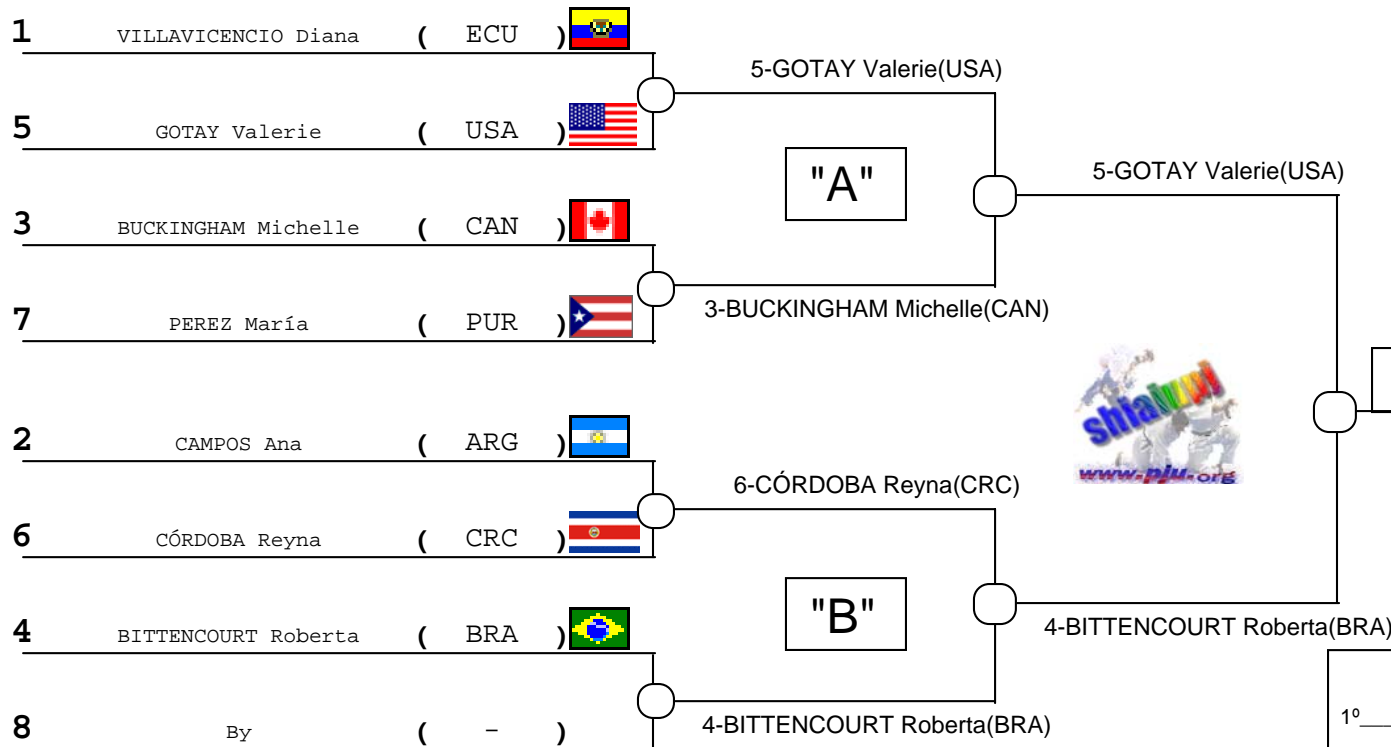 1 VILLAVICENCIO Diana ( ECU )
5-GOTAY Valerie(USA)
5 GOTAY Valerie ( USA )
"A"
5-GOTAY Valerie(USA)
3 BUCKINGHAM Michelle ( CAN )
3-BUCKINGHAM Michelle(CAN)
7 PEREZ María ( PUR )
shiai
www.pju.org
2 CAMPOS Ana ( ARG )
6-CÓRDOBA Reyna(CRC)
6 CÓRDOBA Reyna ( CRC )
"B"
4-BITTENCOURT Roberta(BRA)
4 BITTENCOURT Roberta ( BRA )
4-BITTENCOURT Roberta(BRA)
1º___
8 By ( - )